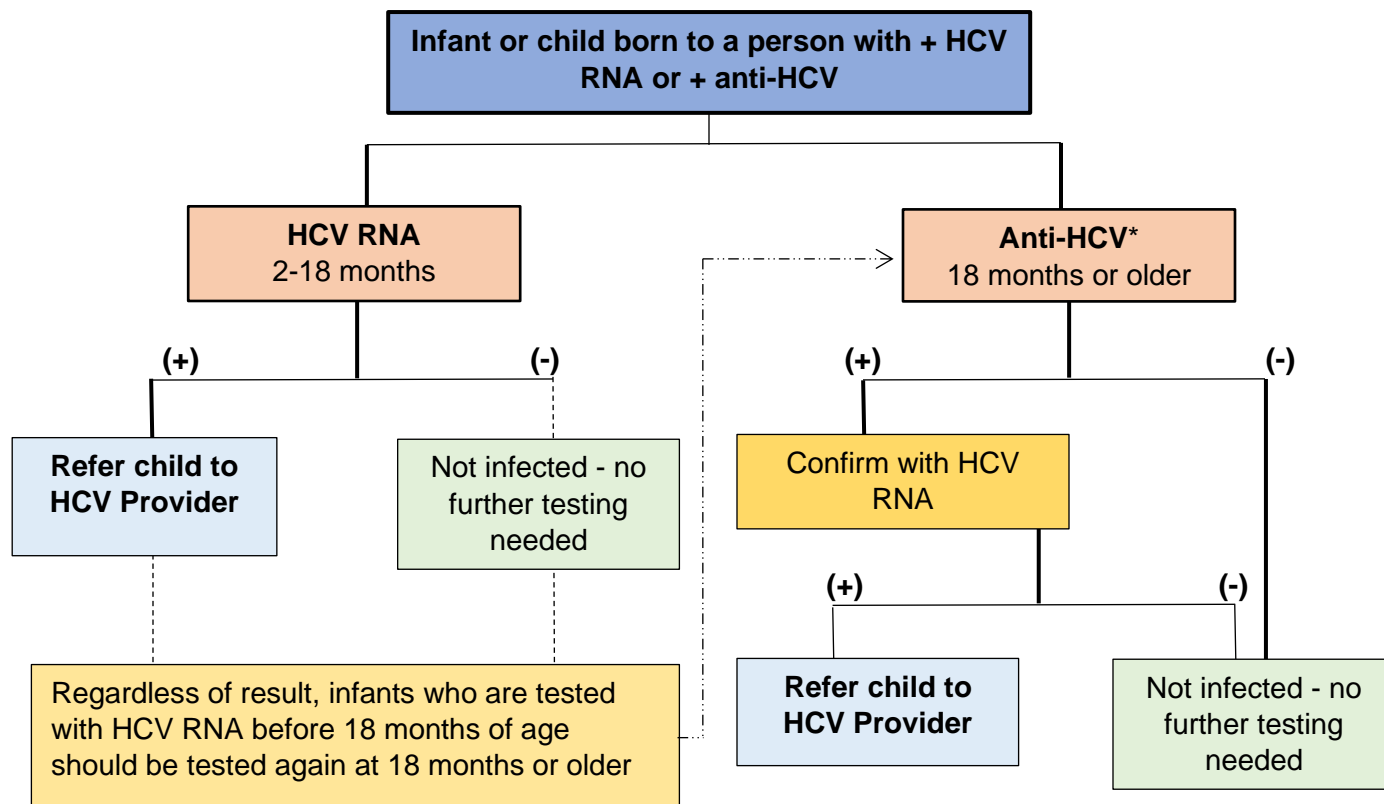 Infant or child born to a person with + HCV
RNA or + anti-HCV
HCV RNA
2-18 months
Anti-HCV*
18 months or older
(+)
(-)
(+)
(-)
Refer child to
HCV Provider
Not infected - no
further testing
needed
Confirm with HCV
RNA
(+)
(-)
Regardless of result, infants who are tested
with HCV RNA before 18 months of age
should be tested again at 18 months or older
Refer child to
HCV Provider
Not infected - no
further testing
needed